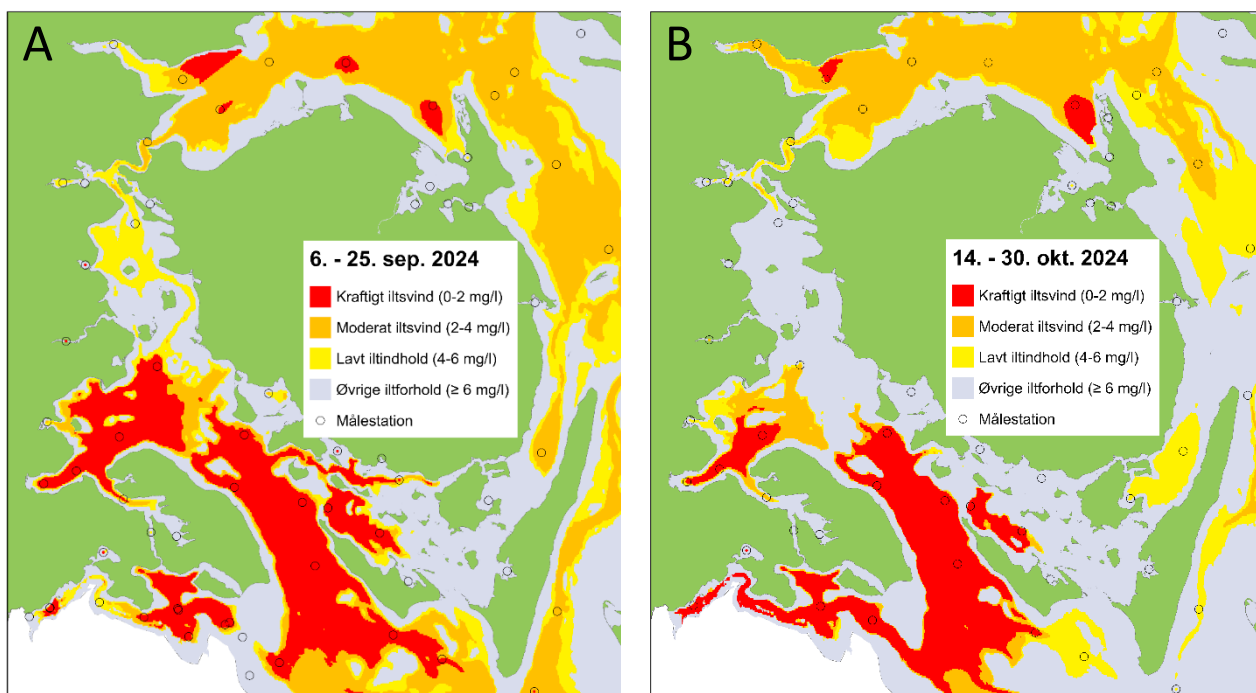 A
6. - 25. sep. 2024
Kraftigt iltsvind (0-2 mg/l)
Moderat iltsvind (2-4 mg/l)
Lavt iltindhold (4-6 mg/l)
Øvrige iltforhold (≥ 6 mg/l)
Målestation
B
14. - 30. okt. 2024
Kraftigt iltsvind (0-2 mg/l)
Moderat iltsvind (2-4 mg/l)
Lavt iltindhold (4-6 mg/l)
Øvrige iltforhold (≥ 6 mg/l)
Målestation